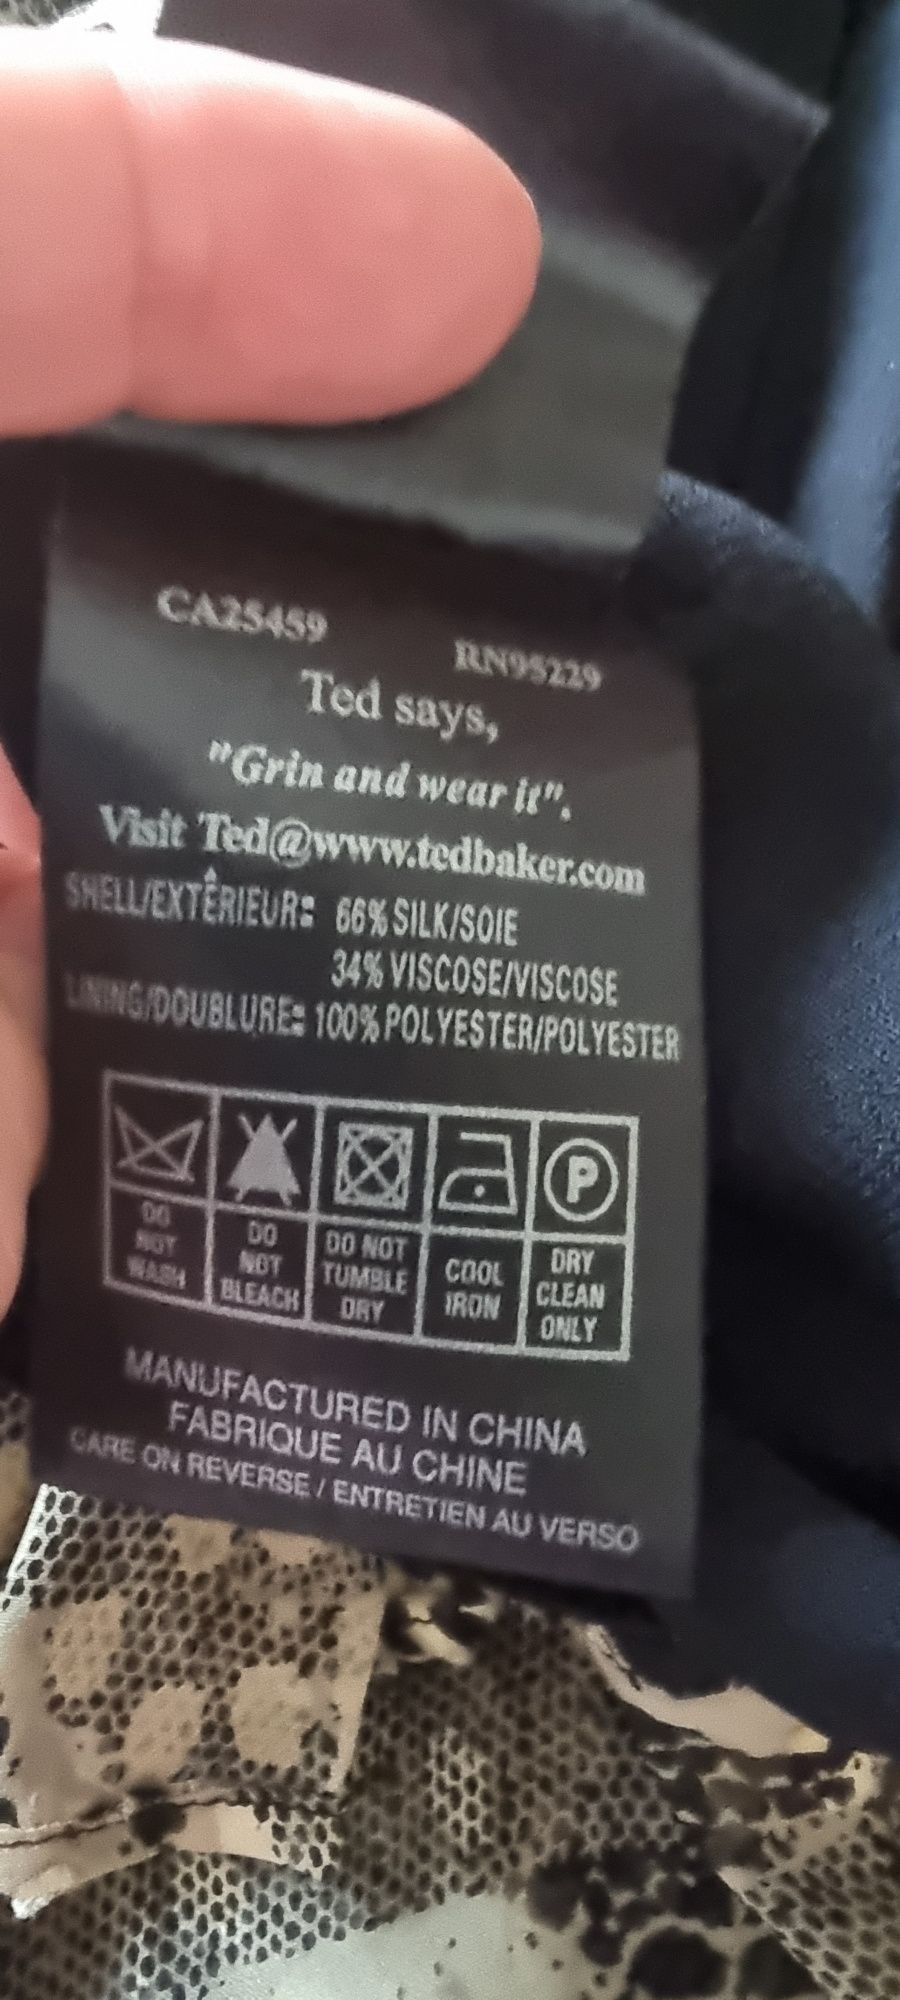 CA25459 RN95229
Ted says,
"Grin and wear it".
Visit Ted@www.tedbaker.com
SHELL/EXTÊRIEUR: 66% SILK/SOIE
34% VISCOSE/VISCOSE
LINING/DOUBLURE: 100% POLYESTER/POLYESTER
P
DO NOT WASH
DO NOT BLEACH
DO NOT TUMBLE DRY
COOL IRON
DRY CLEAN ONLY
MANUFACTURED IN CHINA
FABRIQUE AU CHINE
CARE ON REVERSE / ENTRETIEN AU VERSO